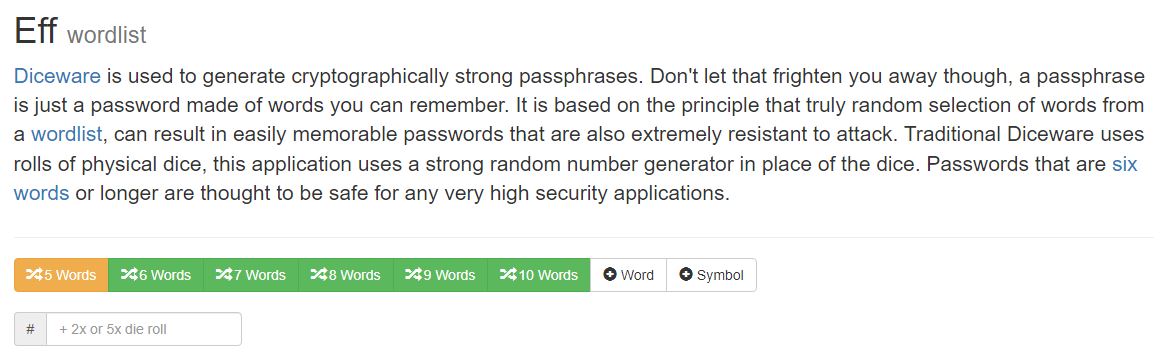 Eff wordlist
Diceware is used to generate cryptographically strong passphrases. Don't let that frighten you away though, a passphrase
is just a password made of words you can remember. It is based on the principle that truly random selection of words from
a wordlist, can result in easily memorable passwords that are also extremely resistant to attack. Traditional Diceware uses
rolls of physical dice, this application uses a strong random number generator in place of the dice. Passwords that are six
words or longer are thought to be safe for any very high security applications.
5 Words 6 Words 7 Words 8 Words 9 Words 10 Words Word Symbol
# + 2x or 5x die roll